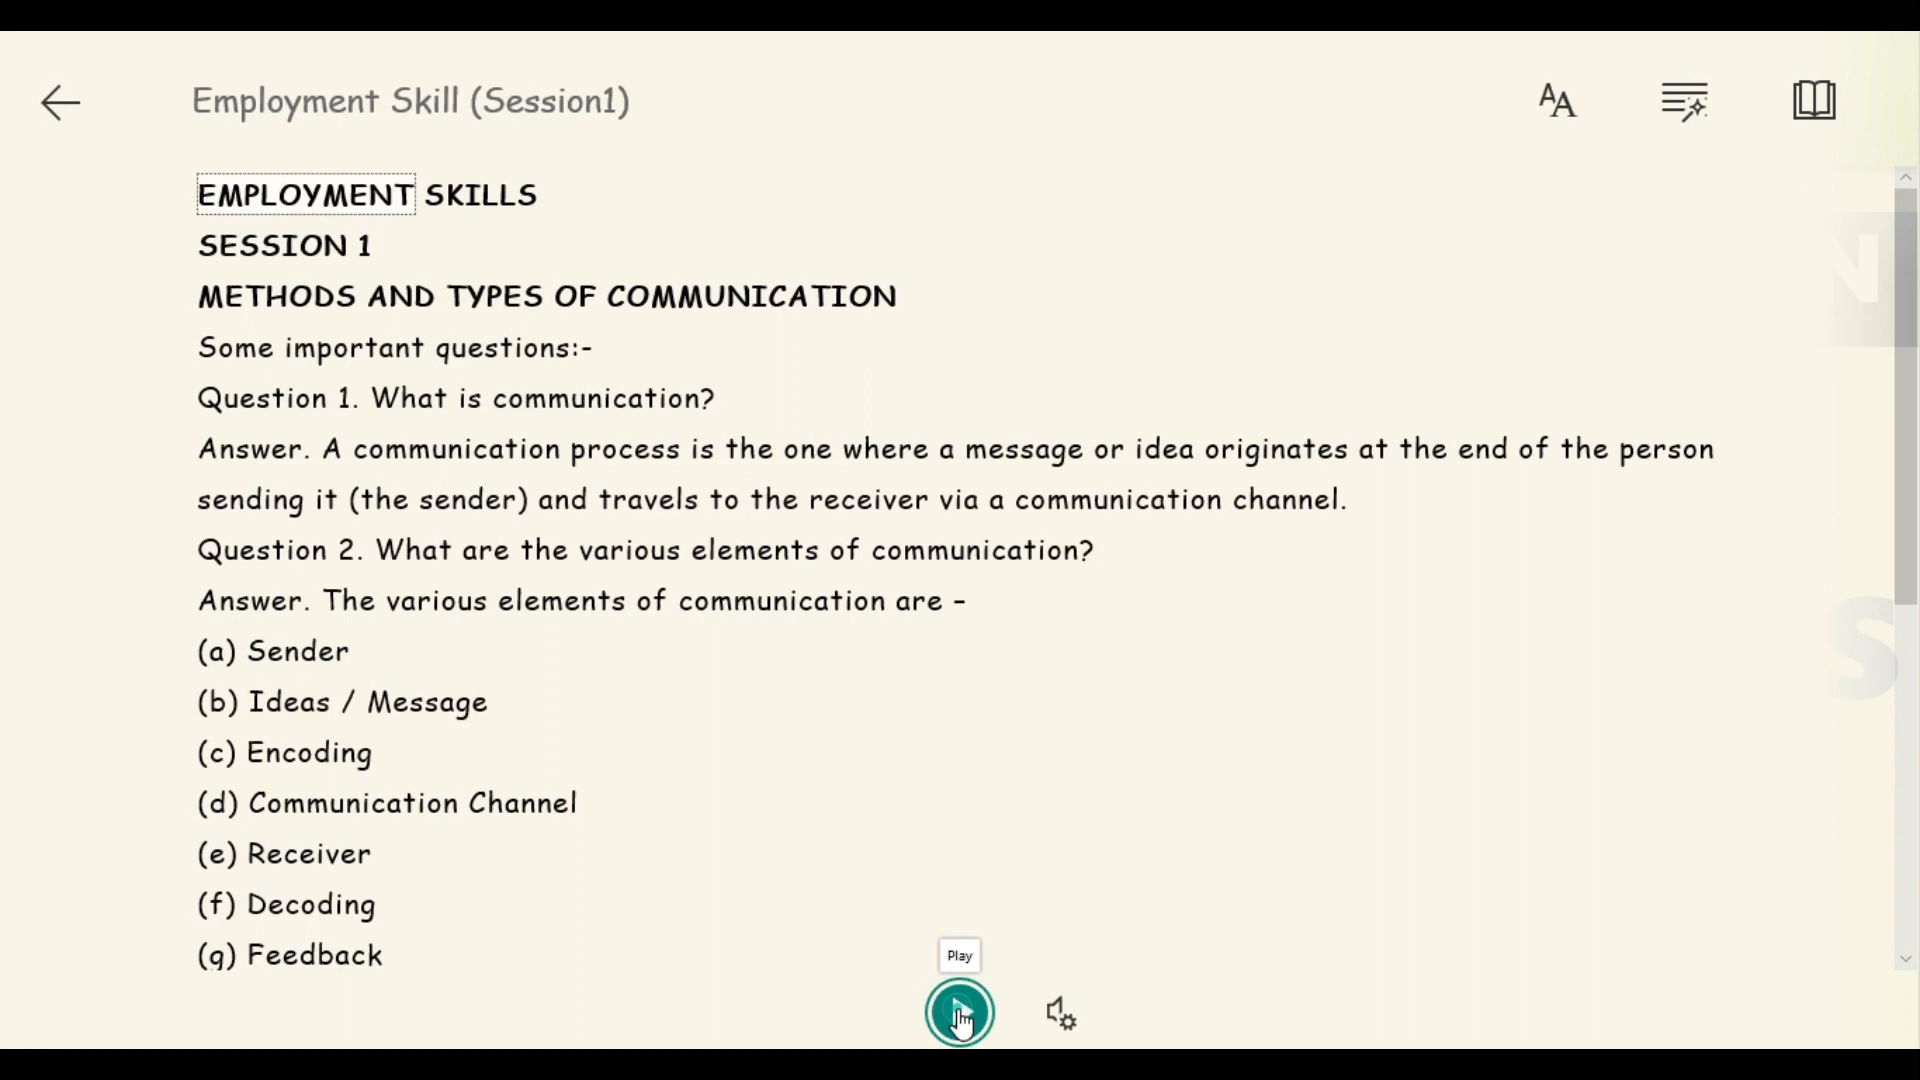 Employment Skill (Session1)
EMPLOYMENT SKILLS
SESSION 1
METHODS AND TYPES OF COMMUNICATION
Some important questions:-
Question 1. What is communication?
Answer. A communication process is the one where a message or idea originates at the end of the person
sending it (the sender) and travels to the receiver via a communication channel.
Question 2. What are the various elements of communication?
Answer. The various elements of communication are –
(a) Sender
(b) Ideas / Message
(c) Encoding
(d) Communication Channel
(e) Receiver
(f) Decoding
(g) Feedback
Play